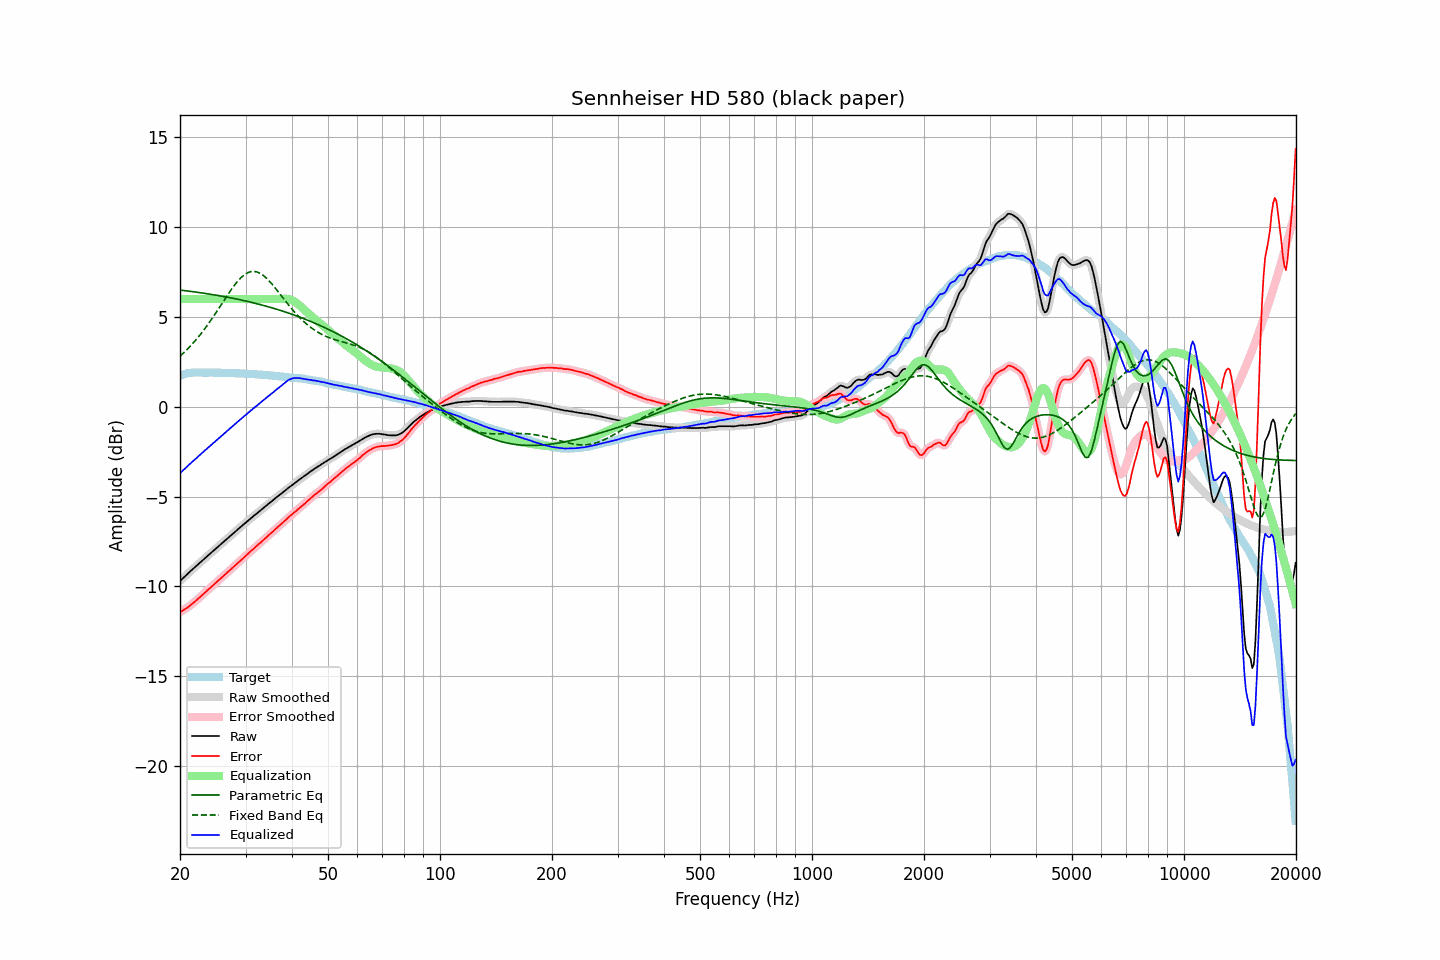 Sennheiser HD 580 (black paper)
15
10
5
0
−5
−10
−15
−20
Amplitude (dBr)
Target
Raw Smoothed
Error Smoothed
Raw
Error
Equalization
Parametric Eq
Fixed Band Eq
Equalized
20 50 100 200 500 1000 2000 5000 10000 20000
Frequency (Hz)